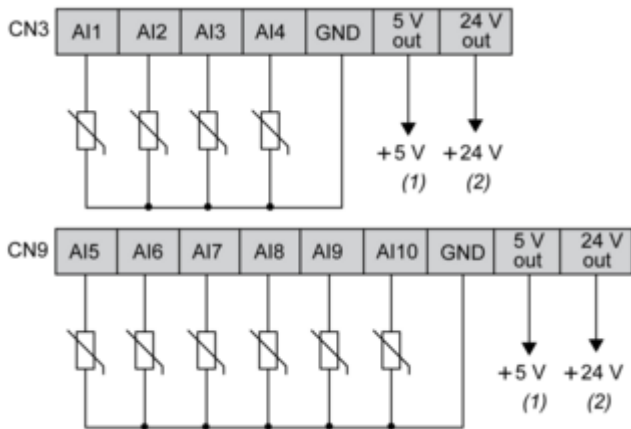 CN3 AI1 AI2 AI3 AI4 GND 5 V out 24 V out
+5 V +24 V
(1) (2)
CN9 AI5 AI6 AI7 AI8 AI9 AI10 GND 5 V out 24 V out
+5 V +24 V
(1) (2)